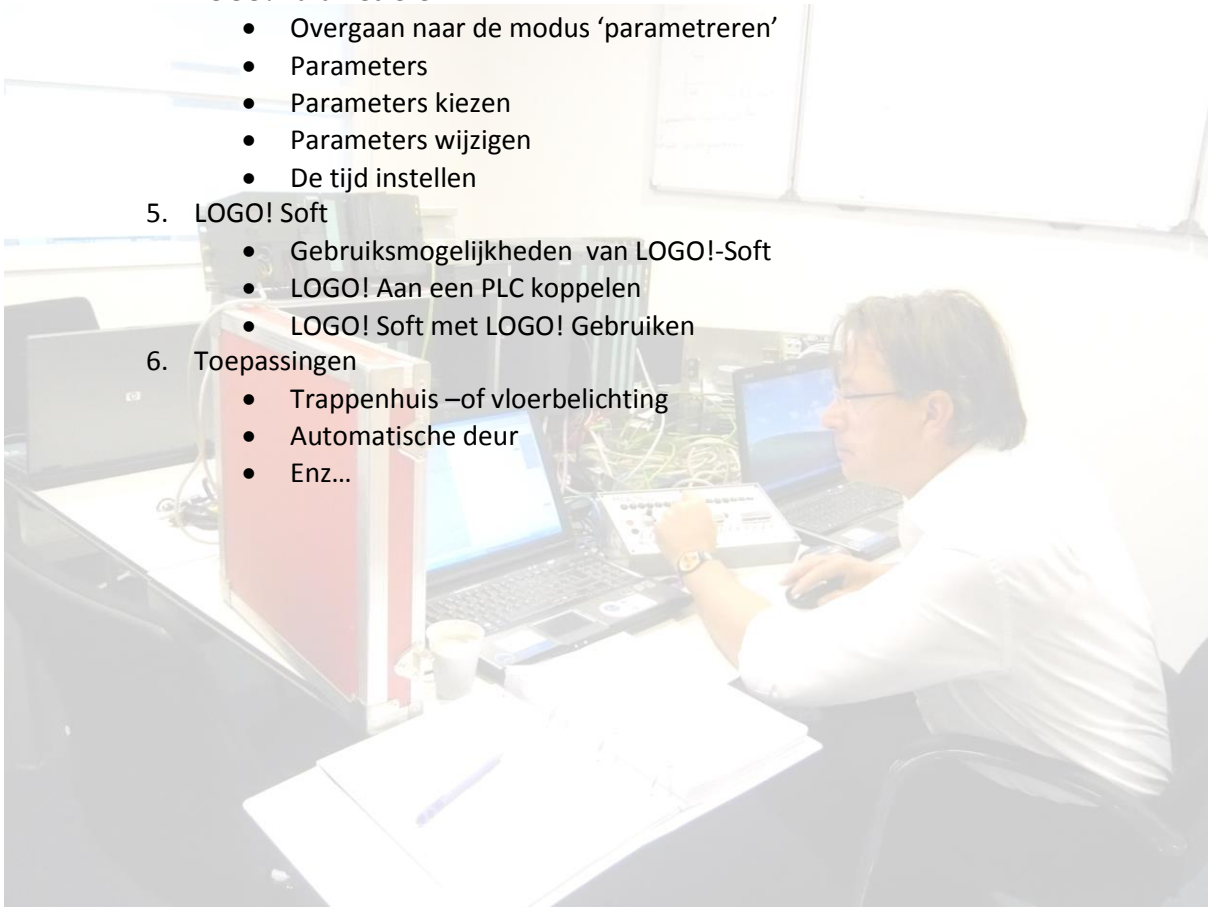 • Overgaan naar de modus ‘parametreren’
• Parameters
• Parameters kiezen
• Parameters wijzigen
• De tijd instellen
5. LOGO! Soft
• Gebruiksmogelijkheden van LOGO!-Soft
• LOGO! Aan een PLC koppelen
• LOGO! Soft met LOGO! Gebruiken
6. Toepassingen
• Trappenhuis –of vloerbelichting
• Automatische deur
• Enz…